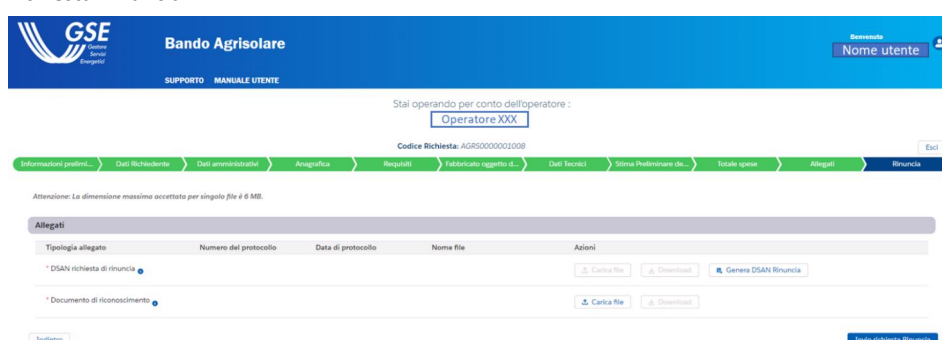 GSE
Gestore
Servizi
Energetici
Bando Agrisolare
Benvenuto
Nome utente
SUPPORTO MANUALE UTENTE
Stai operando per conto dell'operatore :
Operatore XXX
Codice Richiesta: AGRS0000001008
Esci
Informazioni prelimi... Dati Richiedente Dati amministrativi Anagrafica Requisiti Fabbricato oggetto d... Dati Tecnici Stima Preliminare de... Totale spese Allegati Rinuncia
Attenzione: La dimensione massima accettata per singolo file è 6 MB.
Allegati
Tipologia allegato Numero del protocollo Data di protocollo Nome file Azioni
* DSAN richiesta di rinuncia Carica file Download Genera DSAN Rinuncia
* Documento di riconoscimento Carica file Download
Indietro Invio richiesta Rinuncia